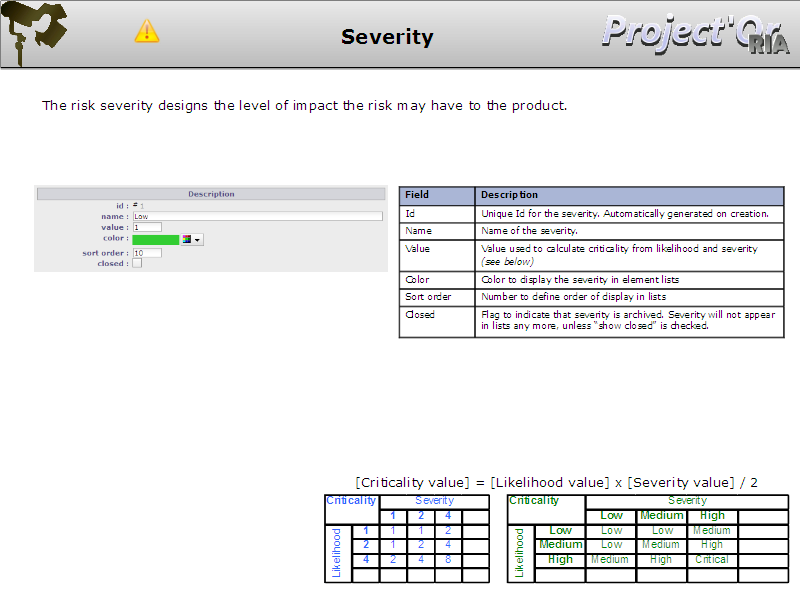 Severity
Project'Or
RIA
The risk severity designs the level of impact the risk may have to the product.
Description
id : # 1
name : Low
value : 1
color :
sort order : 10
closed :
Field Description
Id Unique Id for the severity. Automatically generated on creation.
Name Name of the severity.
Value Value used to calculate criticality from likelihood and severity
(see below)
Color Color to display the severity in element lists
Sort order Number to define order of display in lists
Closed Flag to indicate that severity is archived. Severity will not appear
in lists any more, unless “show closed” is checked.
[Criticality value] = [Likelihood value] x [Severity value] / 2
Criticality Severity
1 2 4
Likelihood
1 1 1 2
2 1 2 4
4 2 4 8
Criticality Severity
Low Medium High
Likelihood
Low Low Low Medium
Medium Low Medium High
High Medium High Critical